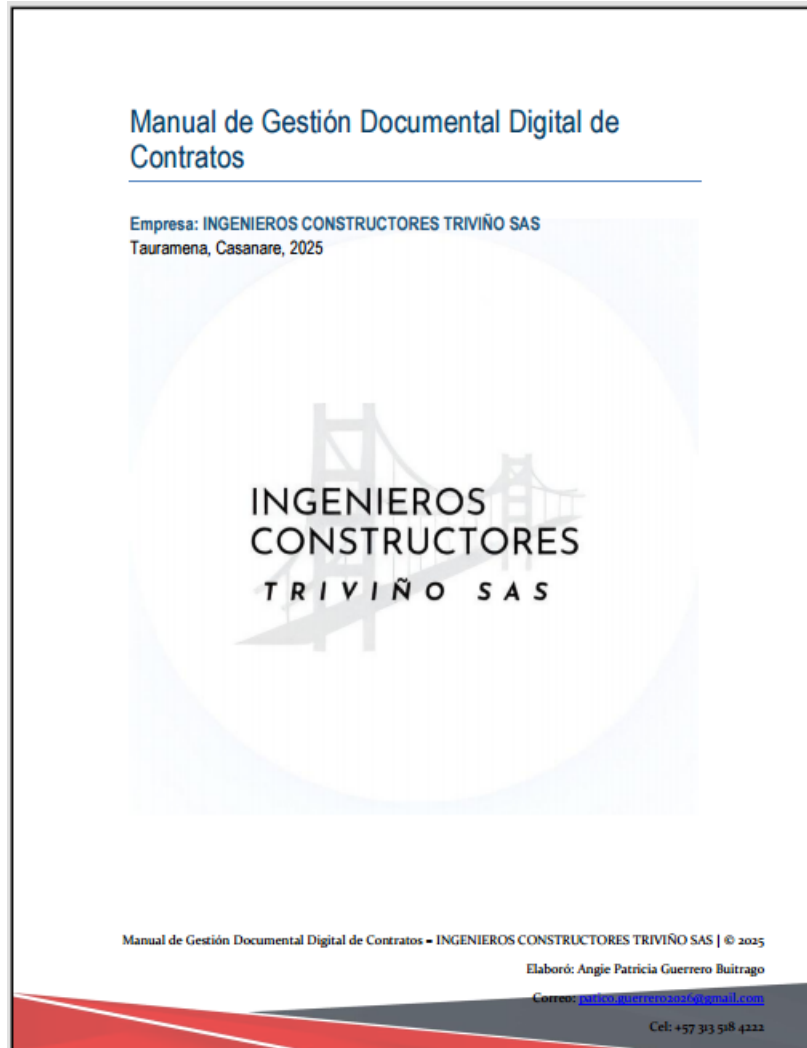 Manual de Gestión Documental Digital de
Contratos
Empresa: INGENIEROS CONSTRUCTORES TRIVIÑO SAS
Tauramena, Casanare, 2025
INGENIEROS
CONSTRUCTORES
TRIVIÑO SAS
Manual de Gestión Documental Digital de Contratos – INGENIEROS CONSTRUCTORES TRIVIÑO SAS | © 2025
Elaboró: Angie Patricia Guerrero Buitrago
Correo: patico.guerrero2026@gmail.com
Cel: +57 313 518 4222